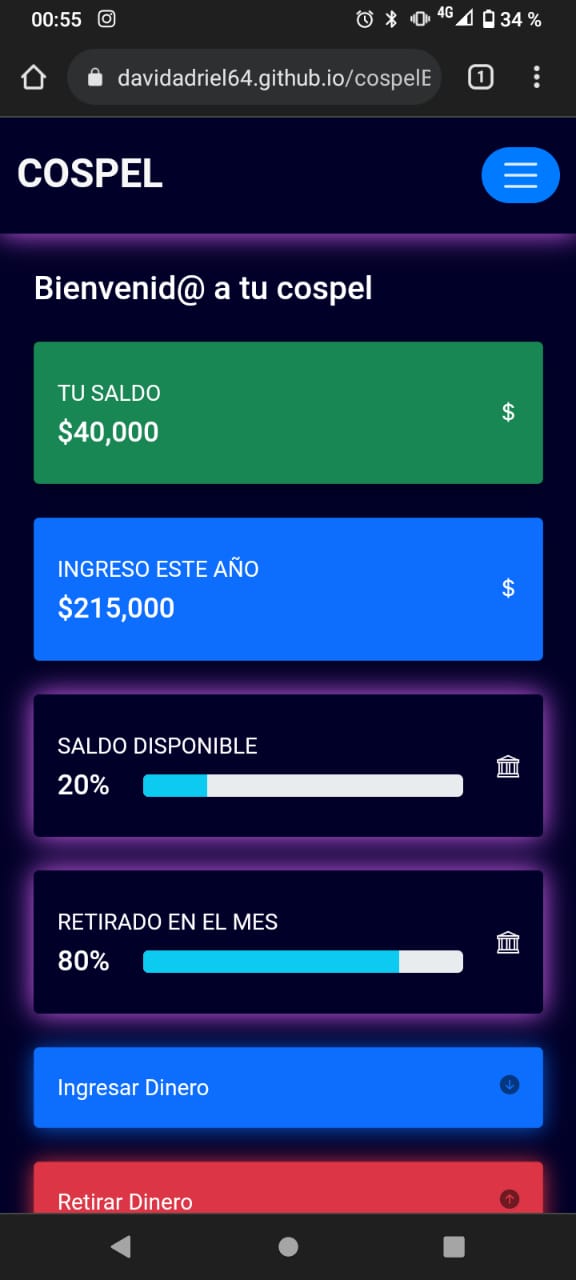 00:55 4G 34 %
davidadriel64.github.io/cospelB 1
COSPEL
Bienvenid@ a tu cospel
TU SALDO
$40,000 $
INGRESO ESTE AÑO
$215,000 $
SALDO DISPONIBLE
20%
RETIRADO EN EL MES
80%
Ingresar Dinero
Retirar Dinero